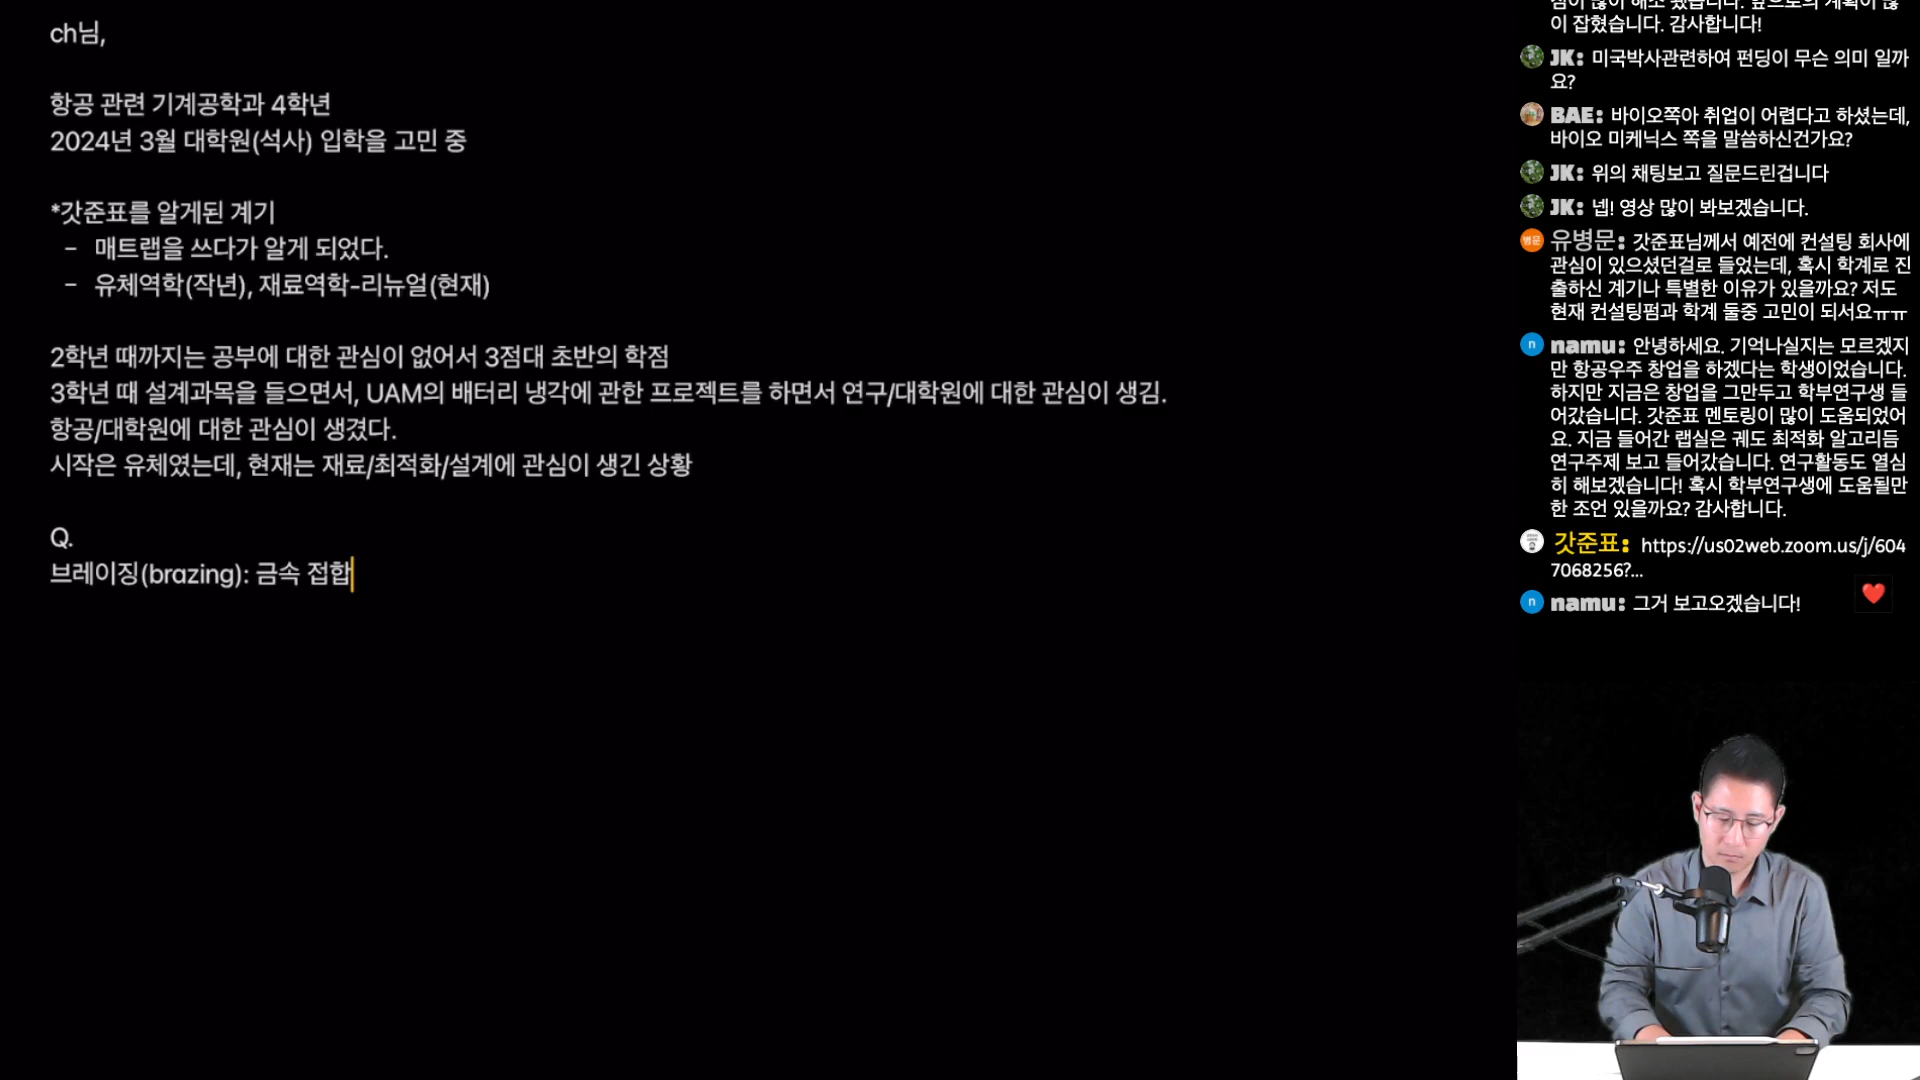 ch님,
항공 관련 기계공학과 4학년
2024년 3월 대학원(석사) 입학을 고민 중
*갓준표를 알게된 계기
– 매트랩을 쓰다가 알게 되었다.
– 유체역학(작년), 재료역학-리뉴얼(현재)
2학년 때까지는 공부에 대한 관심이 없어서 3점대 초반의 학점
3학년 때 설계과목을 들으면서, UAM의 배터리 냉각에 관한 프로젝트를 하면서 연구/대학원에 대한 관심이 생김.
항공/대학원에 대한 관심이 생겼다.
시작은 유체였는데, 현재는 재료/최적화/설계에 관심이 생긴 상황
Q.
브레이징(brazing): 금속 접합
이 잡혔습니다. 감사합니다!
JK: 미국박사관련하여 펀딩이 무슨 의미 일까
요?
BAE: 바이오쪽아 취업이 어렵다고 하셨는데,
바이오 미케닉스 쪽을 말씀하신건가요?
JK: 위의 채팅보고 질문드린겁니다
JK: 넵! 영상 많이 봐보겠습니다.
병문 유병문: 갓준표님께서 예전에 컨설팅 회사에
관심이 있으셨던걸로 들었는데, 혹시 학계로 진
출하신 계기나 특별한 이유가 있을까요? 저도
현재 컨설팅펌과 학계 둘중 고민이 되서요ㅠㅠ
n namu: 안녕하세요. 기억나실지는 모르겠지
만 항공우주 창업을 하겠다는 학생이었습니다.
하지만 지금은 창업을 그만두고 학부연구생 들
어갔습니다. 갓준표 멘토링이 많이 도움되었어
요. 지금 들어간 랩실은 궤도 최적화 알고리듬
연구주제 보고 들어갔습니다. 연구활동도 열심
히 해보겠습니다! 혹시 학부연구생에 도움될만
한 조언 있을까요? 감사합니다.
갓준표: https://us02web.zoom.us/j/604
7068256?...
n namu: 그거 보고오겠습니다!